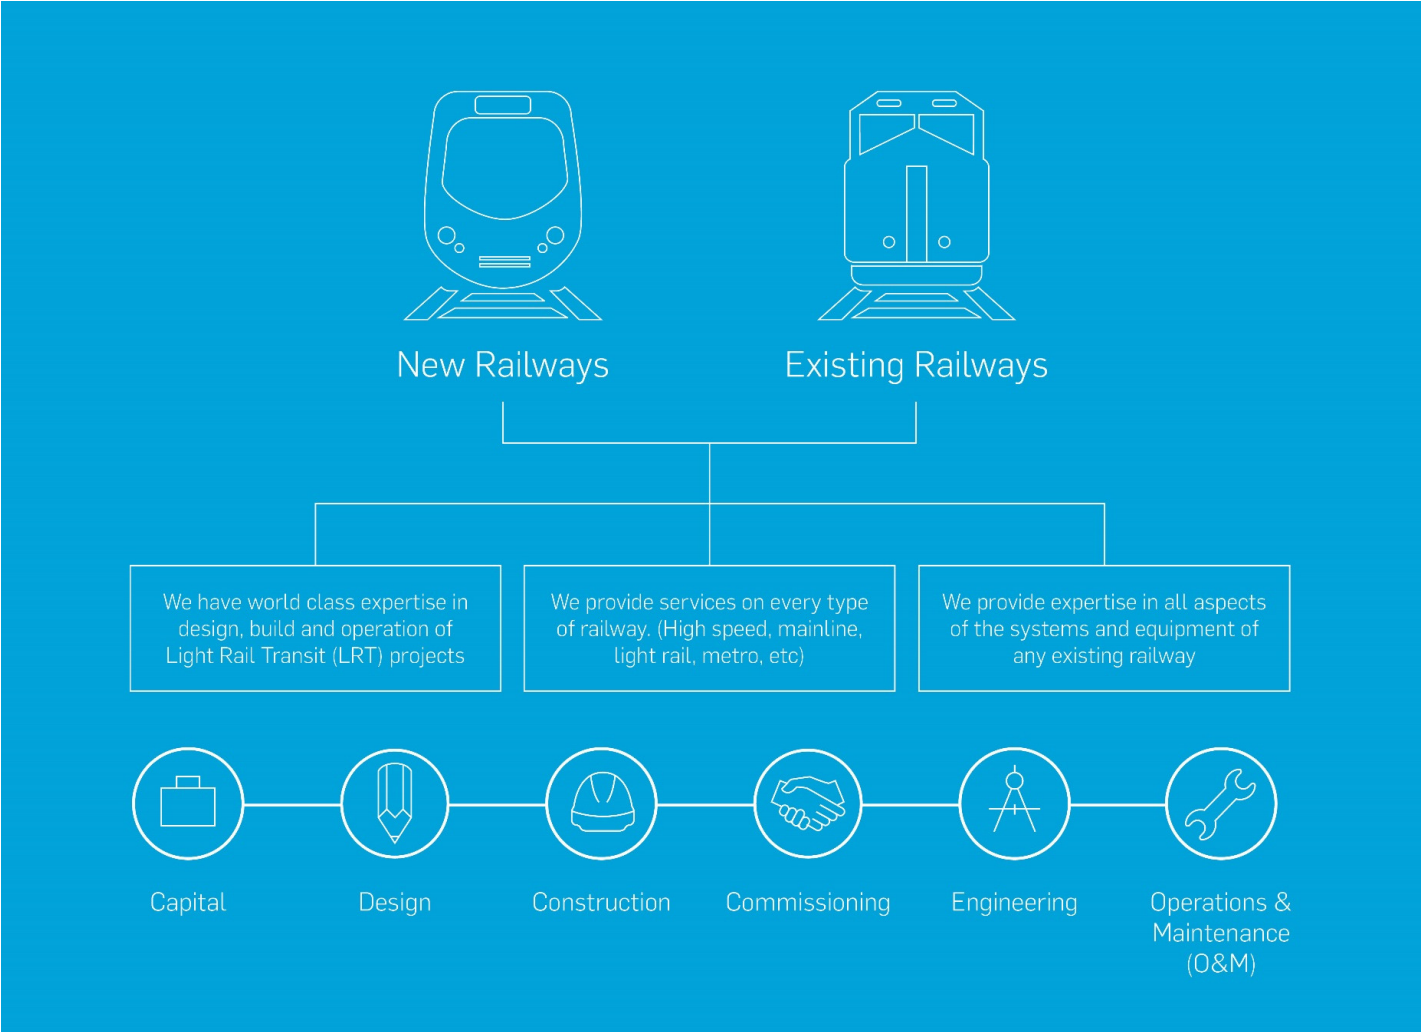 New Railways
Existing Railways
We have world class expertise in
design, build and operation of
Light Rail Transit (LRT) projects
We provide services on every type
of railway. (High speed, mainline,
light rail, metro, etc)
We provide expertise in all aspects
of the systems and equipment of
any existing railway
Capital
Design
Construction
Commissioning
Engineering
Operations &
Maintenance
(O&M)